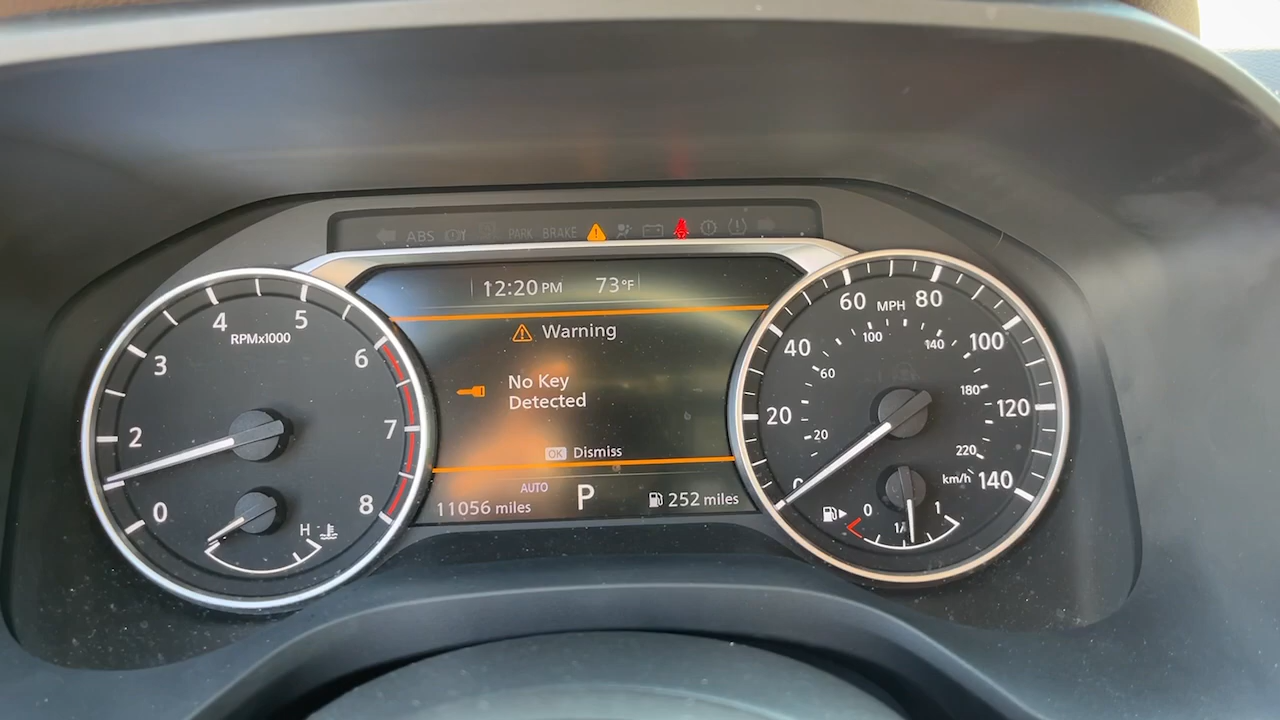 ABS
PARK
BRAKE
12:20 PM 73°F
Warning
No Key
Detected
OK Dismiss
AUTO
11056 miles
P
252 miles
0
2
3
4
5
6
7
8
RPMx1000
H
20
40
60
MPH
80
100
120
140
20
60
100
140
180
220
km/h
0
1